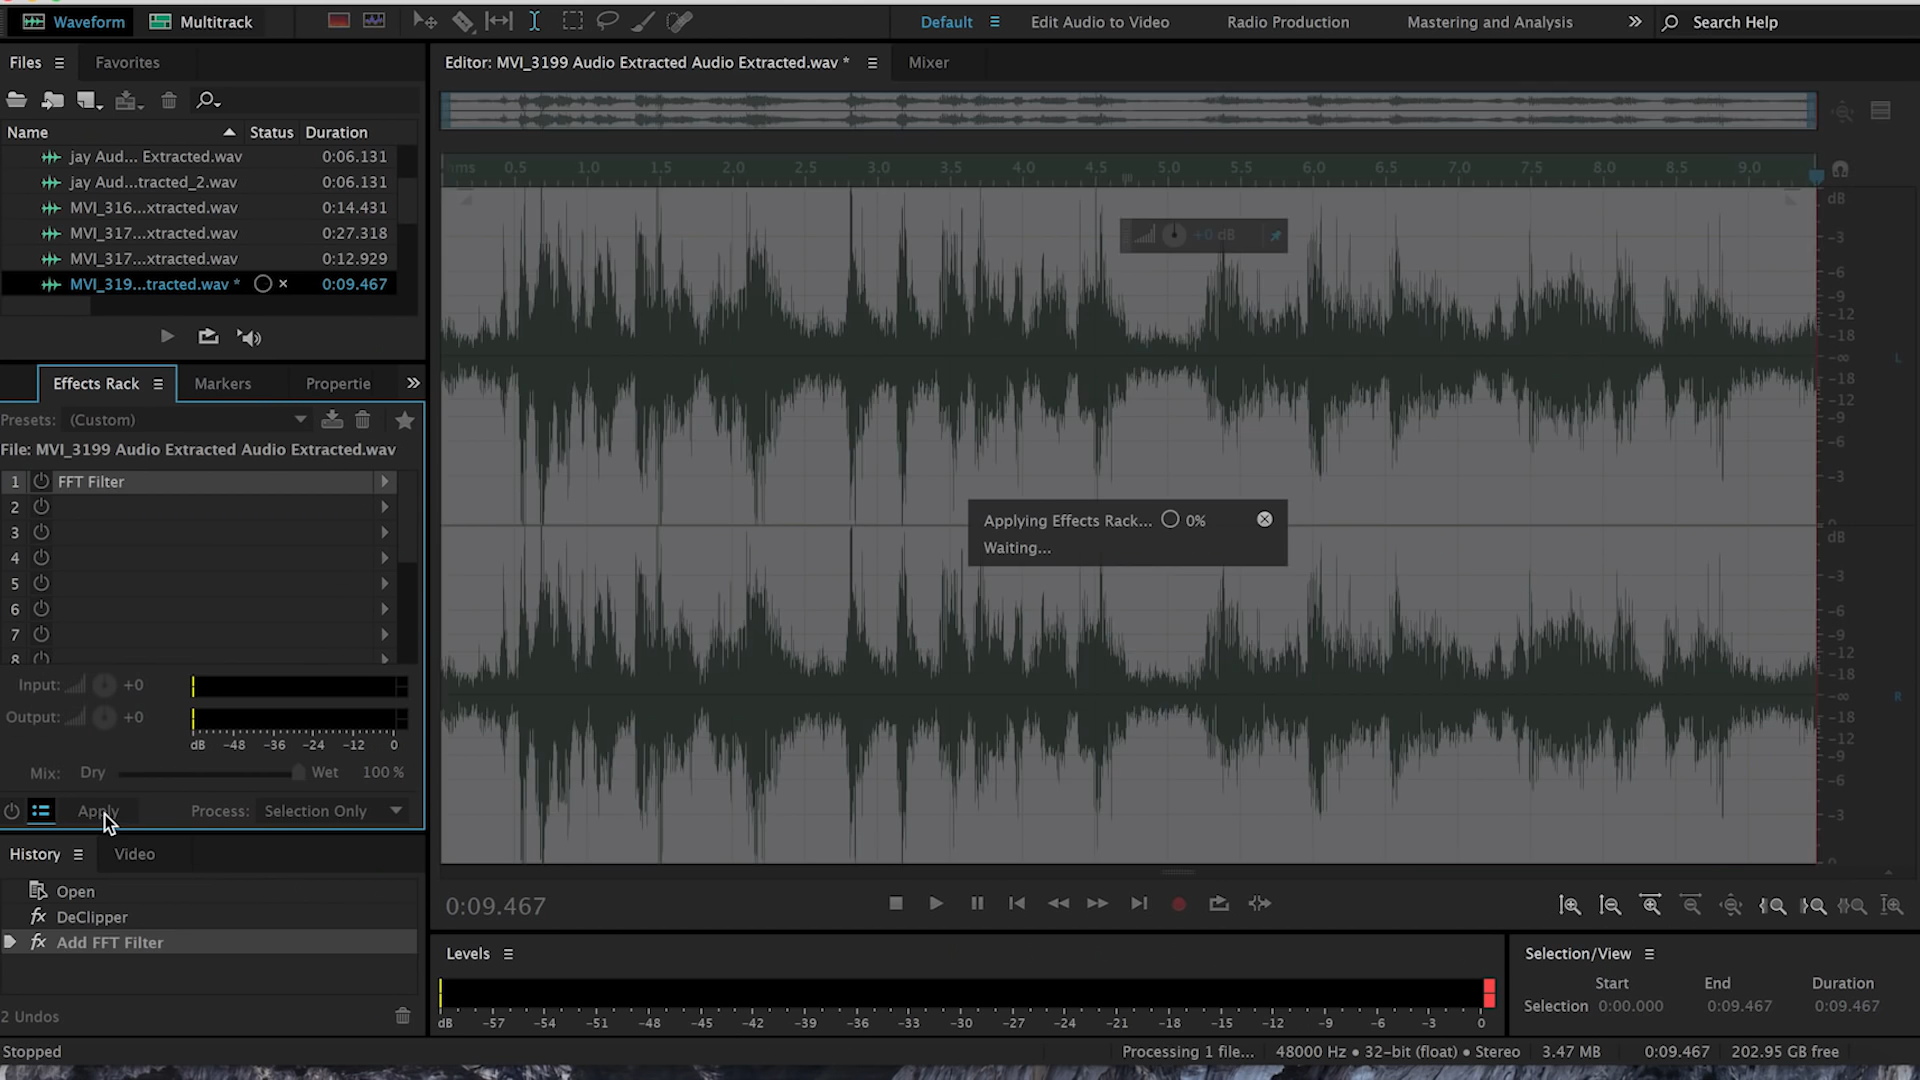 Waveform Multitrack Default Edit Audio to Video Radio Production Mastering and Analysis Search Help
Files Favorites
Editor: MVI_3199 Audio Extracted Audio Extracted.wav * Mixer
Name Status Duration
jay Aud... Extracted.wav 0:06.131
jay Aud...tracted_2.wav 0:06.131
MVI_316...xtracted.wav 0:14.431
MVI_317...xtracted.wav 0:27.318
MVI_317...xtracted.wav 0:12.929
MVI_319...tracted.wav * 0:09.467
hms 0.5 1.0 1.5 2.0 2.5 3.0 3.5 4.0 4.5 5.0 5.5 6.0 6.5 7.0 7.5 8.0 8.5 9.0
+0 dB
dB
-3
-6
-9
-12
-18
-∞ L
-18
-12
-9
-6
-3
dB
-3
-6
-9
-12
-18
-∞ R
-18
-12
-9
-6
-3
Applying Effects Rack... 0%
Waiting...
Effects Rack Markers Propertie
Presets: (Custom)
File: MVI_3199 Audio Extracted Audio Extracted.wav
1 FFT Filter
2
3
4
5
6
7
8
Input: +0
Output: +0
dB -48 -36 -24 -12 0
Mix: Dry Wet 100 %
Apply Process: Selection Only
History Video
Open
DeClipper
Add FFT Filter
2 Undos
0:09.467
Levels
dB -57 -54 -51 -48 -45 -42 -39 -36 -33 -30 -27 -24 -21 -18 -15 -12 -9 -6 -3 0
Selection/View
Start End Duration
Selection 0:00.000 0:09.467 0:09.467
Stopped
Processing 1 file... 48000 Hz • 32-bit (float) • Stereo 3.47 MB 0:09.467 202.95 GB free